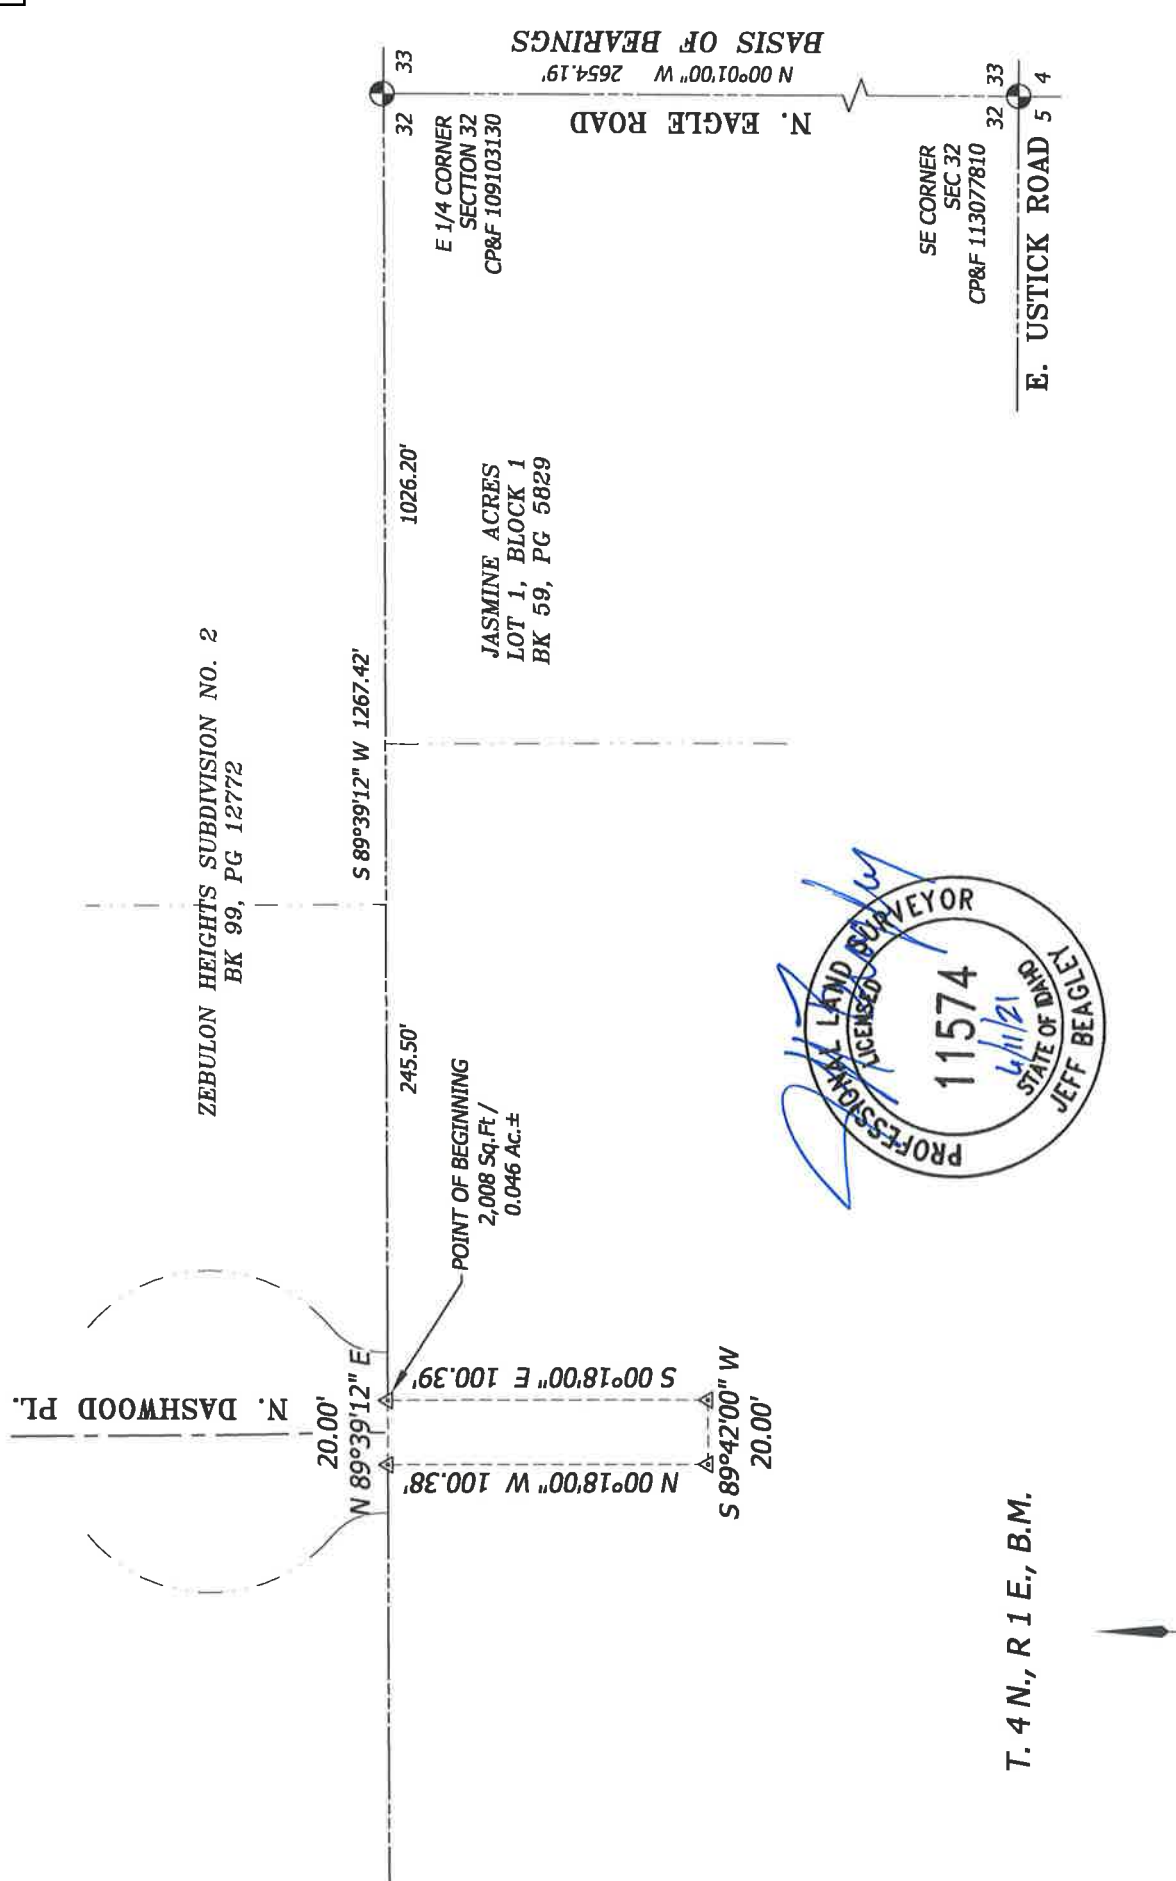 BASIS OF BEARINGS
N 00°01'00" W 2654.19'
N. EAGLE ROAD
33
32
E 1/4 CORNER
SECTION 32
CP&F 109103130
33
32
4
5
SE CORNER
SEC 32
CP&F 113077810
E. USTICK ROAD
1026.20'
JASMINE ACRES
LOT 1, BLOCK 1
BK 59, PG 5829
S 89°39'12" W 1267.42'
ZEBULON HEIGHTS SUBDIVISION NO. 2
BK 99, PG 12772
245.50'
POINT OF BEGINNING
2,008 Sq.Ft /
0.046 Ac.±
N. DASHWOOD PL.
20.00'
N 89°39'12" E
S 00°18'00" E 100.39'
N 00°18'00" W 100.38'
S 89°42'00" W
20.00'
PROFESSIONAL LAND SURVEYOR
LICENSED
11574
STATE OF IDAHO
JEFF BEAGLEY
T. 4 N., R 1 E., B.M.